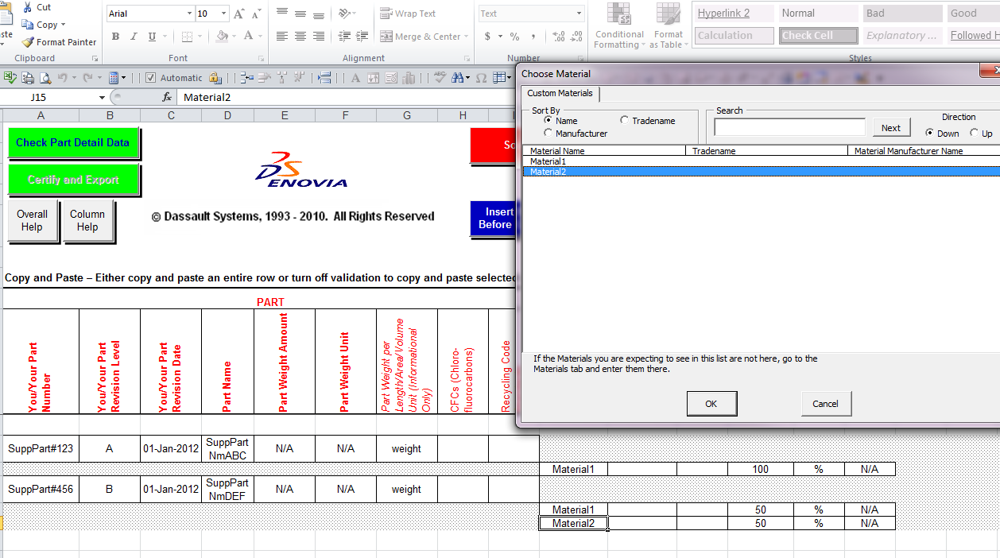 Cut
Copy
ste
Format Painter
Clipboard
Arial
10
A A
B I U
A
Font
Wrap Text
Merge & Center
Alignment
Text
$ % ,
.00
.00
Number
Conditional
Formatting
Format
as Table
Hyperlink 2
Normal
Bad
Good
Calculation
Check Cell
Explanatory ...
Followed H
Styles
Automatic
A
Ω
J15
fx
Material2
A B C D E F G H
Check Part Detail Data
Certify and Export
Overall
Help
Column
Help
ENOVIA
© Dassault Systems, 1993 - 2010. All Rights Reserved
Sc
Insert
Before
Copy and Paste – Either copy and paste an entire row or turn off validation to copy and paste selected
PART
You/Your Part
Number
You/Your Part
Revision Level
You/Your Part
Revision Date
Part Name
Part Weight Amount
Part Weight Unit
Part Weight per
Length/Area/Volume
Unit (Informational
Only)
CFCs (Chloro-
fluorocarbons)
Recycling Code
SuppPart#123 A 01-Jan-2012 SuppPart
NmABC
N/A N/A weight
Material1 100 % N/A
SuppPart#456 B 01-Jan-2012 SuppPart
NmDEF
N/A N/A weight
Material1 50 % N/A
Material2 50 % N/A
Choose Material
Custom Materials
Sort By
Name
Tradename
Manufacturer
Search
Next
Direction
Down Up
Material Name Tradename Material Manufacturer Name
Material1
Material2
If the Materials you are expecting to see in this list are not here, go to the
Materials tab and enter them there.
OK
Cancel